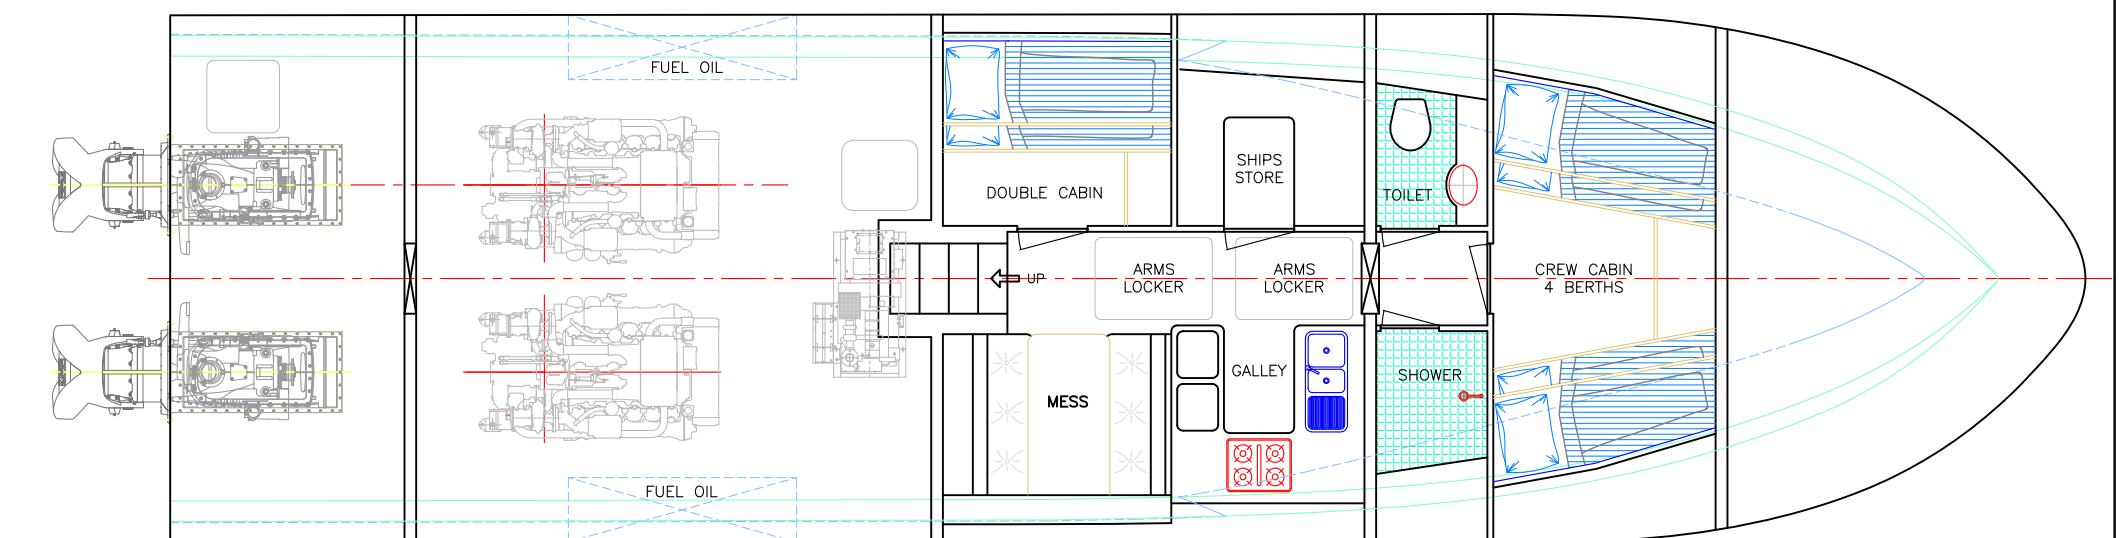 FUEL OIL
DOUBLE CABIN
SHIPS
STORE
TOILET
UP
ARMS
LOCKER
ARMS
LOCKER
CREW CABIN
4 BERTHS
MESS
GALLEY
SHOWER
FUEL OIL